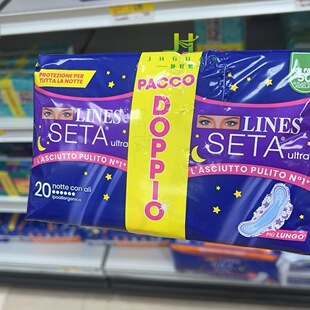 PROTEZIONE PER
TUTTA LA NOTTE
LINES
SETA ultra
L'ASCIUTTO PULITO N°1*
20 notte con ali
ipoallergenico
PACCO
DOPPIO
LINES
SETA ultra
L'ASCIUTTO PULITO N°1*
PIÙ LUNGO